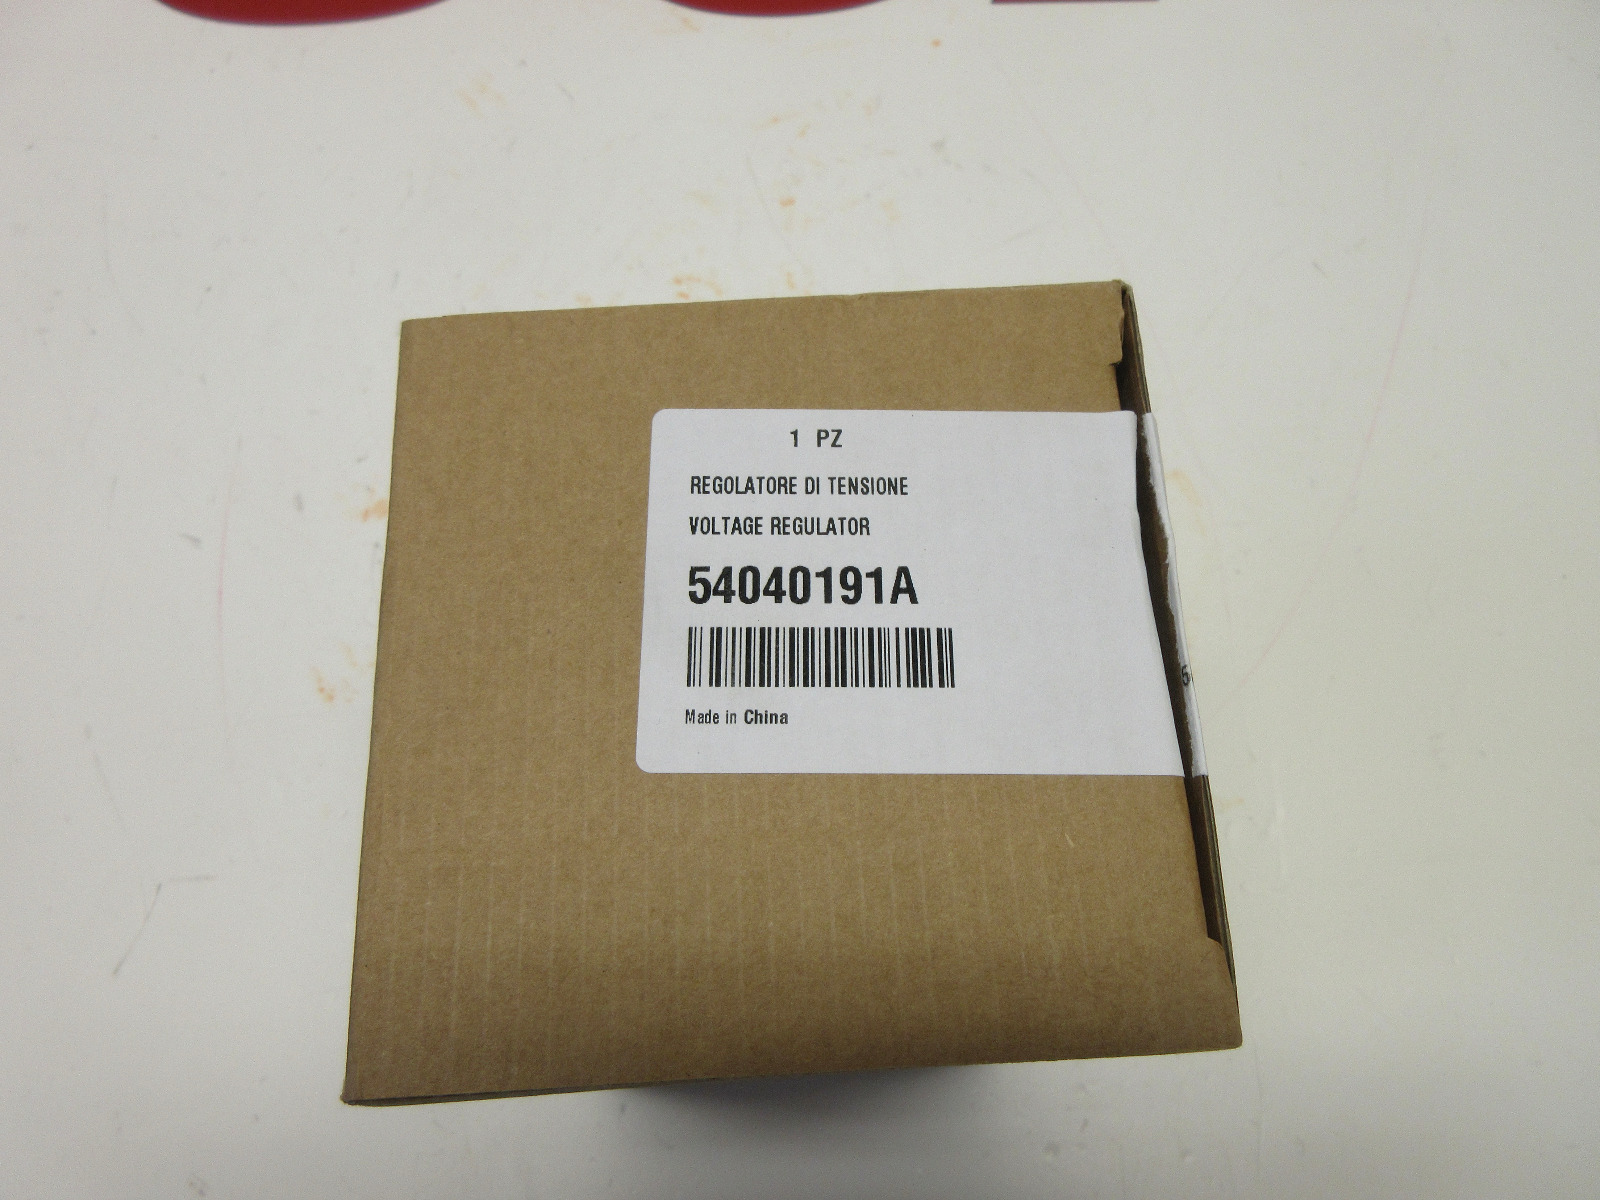 1 PZ
REGOLATORE DI TENSIONE
VOLTAGE REGULATOR
54040191A
Made in China